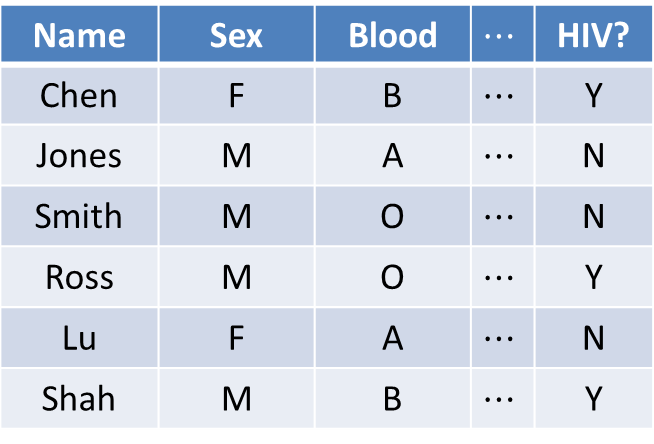 Name Sex Blood ... HIV?
Chen F B ... Y
Jones M A ... N
Smith M O ... N
Ross M O ... Y
Lu F A ... N
Shah M B ... Y